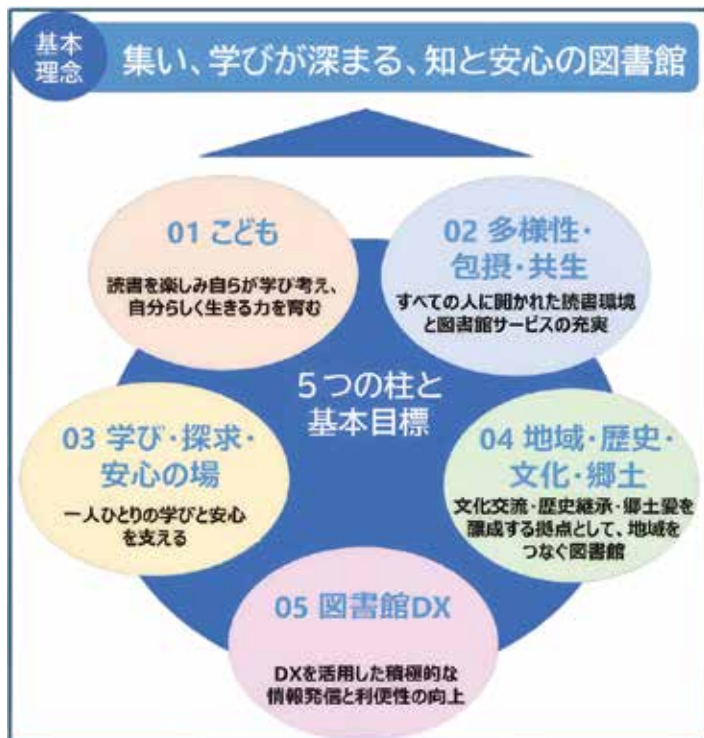 基本
理念
集い、学びが深まる、知と安心の図書館
01 こども
読書を楽しみ自らが学び考え、
自分らしく生きる力を育む
02 多様性・
包摂・共生
すべての人に開かれた読書環境
と図書館サービスの充実
5つの柱と
基本目標
03 学び・探求・
安心の場
一人ひとりの学びと安心
を支える
04 地域・歴史・
文化・郷土
文化交流・歴史継承・郷土愛を
醸成する拠点として、地域を
つなぐ図書館
05 図書館DX
DXを活用した積極的な
情報発信と利便性の向上